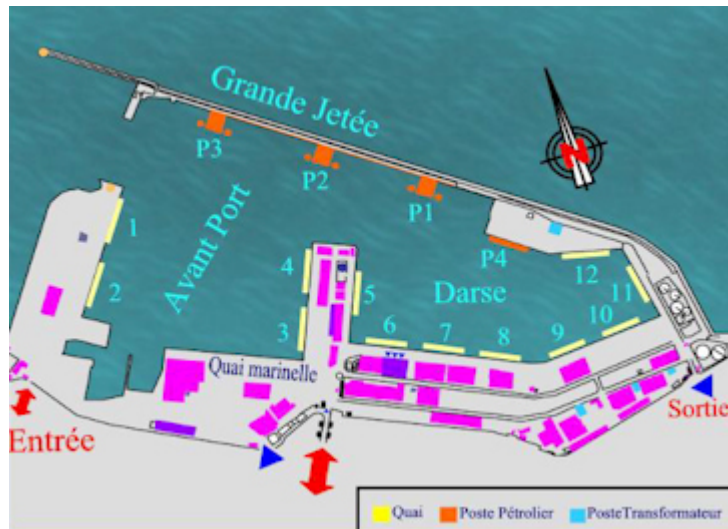 Grande Jetée
P3
P2
P1
P4
Avant Port
Darse
1
2
3
4
5
6
7
8
9
10
11
12
N
Quai marinelle
Entrée
Sortie
Quai
Poste Pétrolier
PosteTransformateur